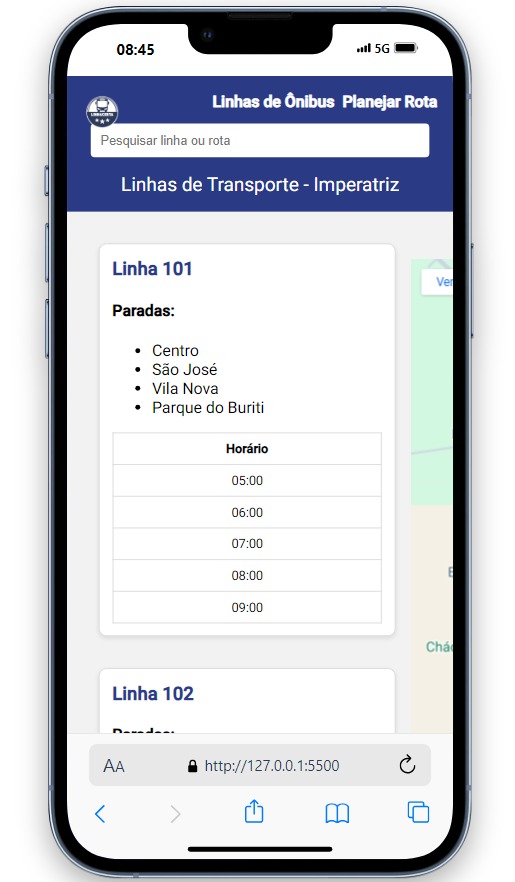 08:45
5G
Linhas de Ônibus Planejar Rota
Pesquisar linha ou rota
Linhas de Transporte - Imperatriz
Linha 101
Ver
Paradas:
Centro
São José
Vila Nova
Parque do Buriti
Horário
05:00
06:00
07:00
08:00
09:00
Chác
Linha 102
AA
http://127.0.0.1:5500